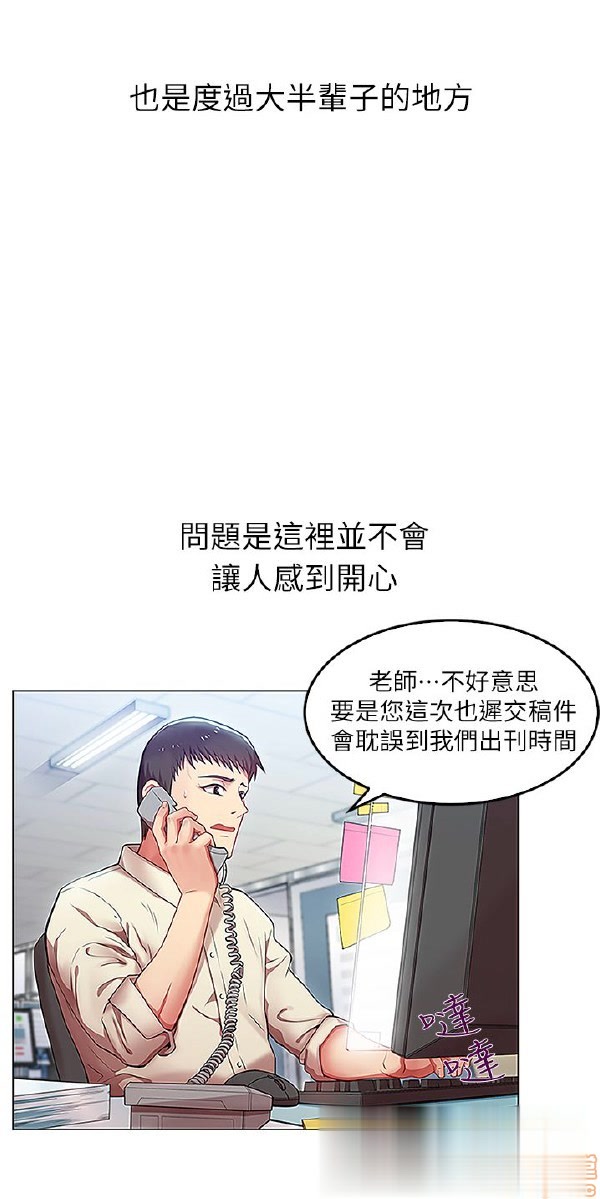 也是度過大半輩子的地方
問題是這裡並不會
讓人感到開心
老師…不好意思
要是您這次也遲交稿件
會耽誤到我們出刊時間
噠
噠